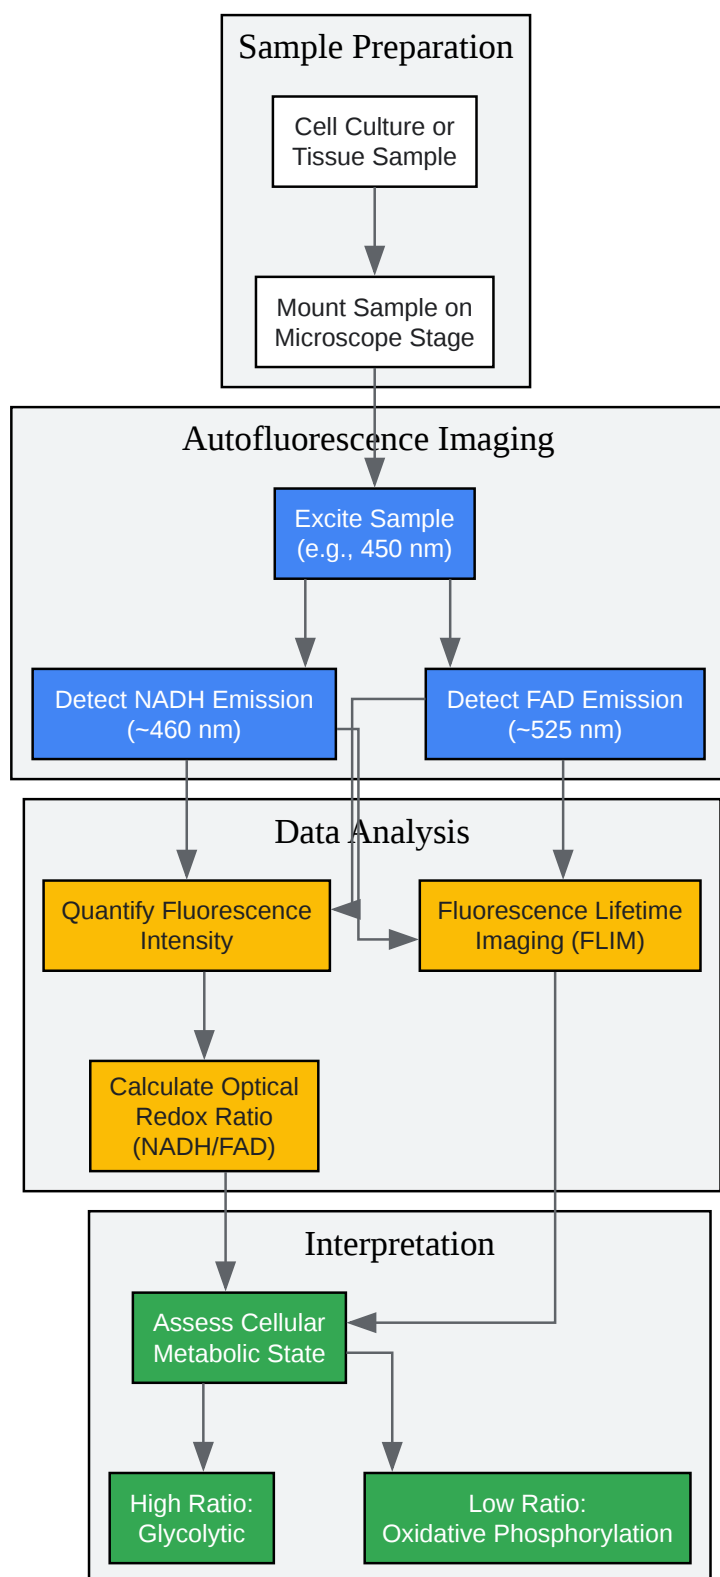 Sample Preparation
Cell Culture or
Tissue Sample
Mount Sample on
Microscope Stage
Autofluorescence Imaging
Excite Sample
(e.g., 450 nm)
Detect NADH Emission
(~460 nm)
Detect FAD Emission
(~525 nm)
Data Analysis
Quantify Fluorescence
Intensity
Fluorescence Lifetime
Imaging (FLIM)
Calculate Optical
Redox Ratio
(NADH/FAD)
Interpretation
Assess Cellular
Metabolic State
High Ratio:
Glycolytic
Low Ratio:
Oxidative Phosphorylation